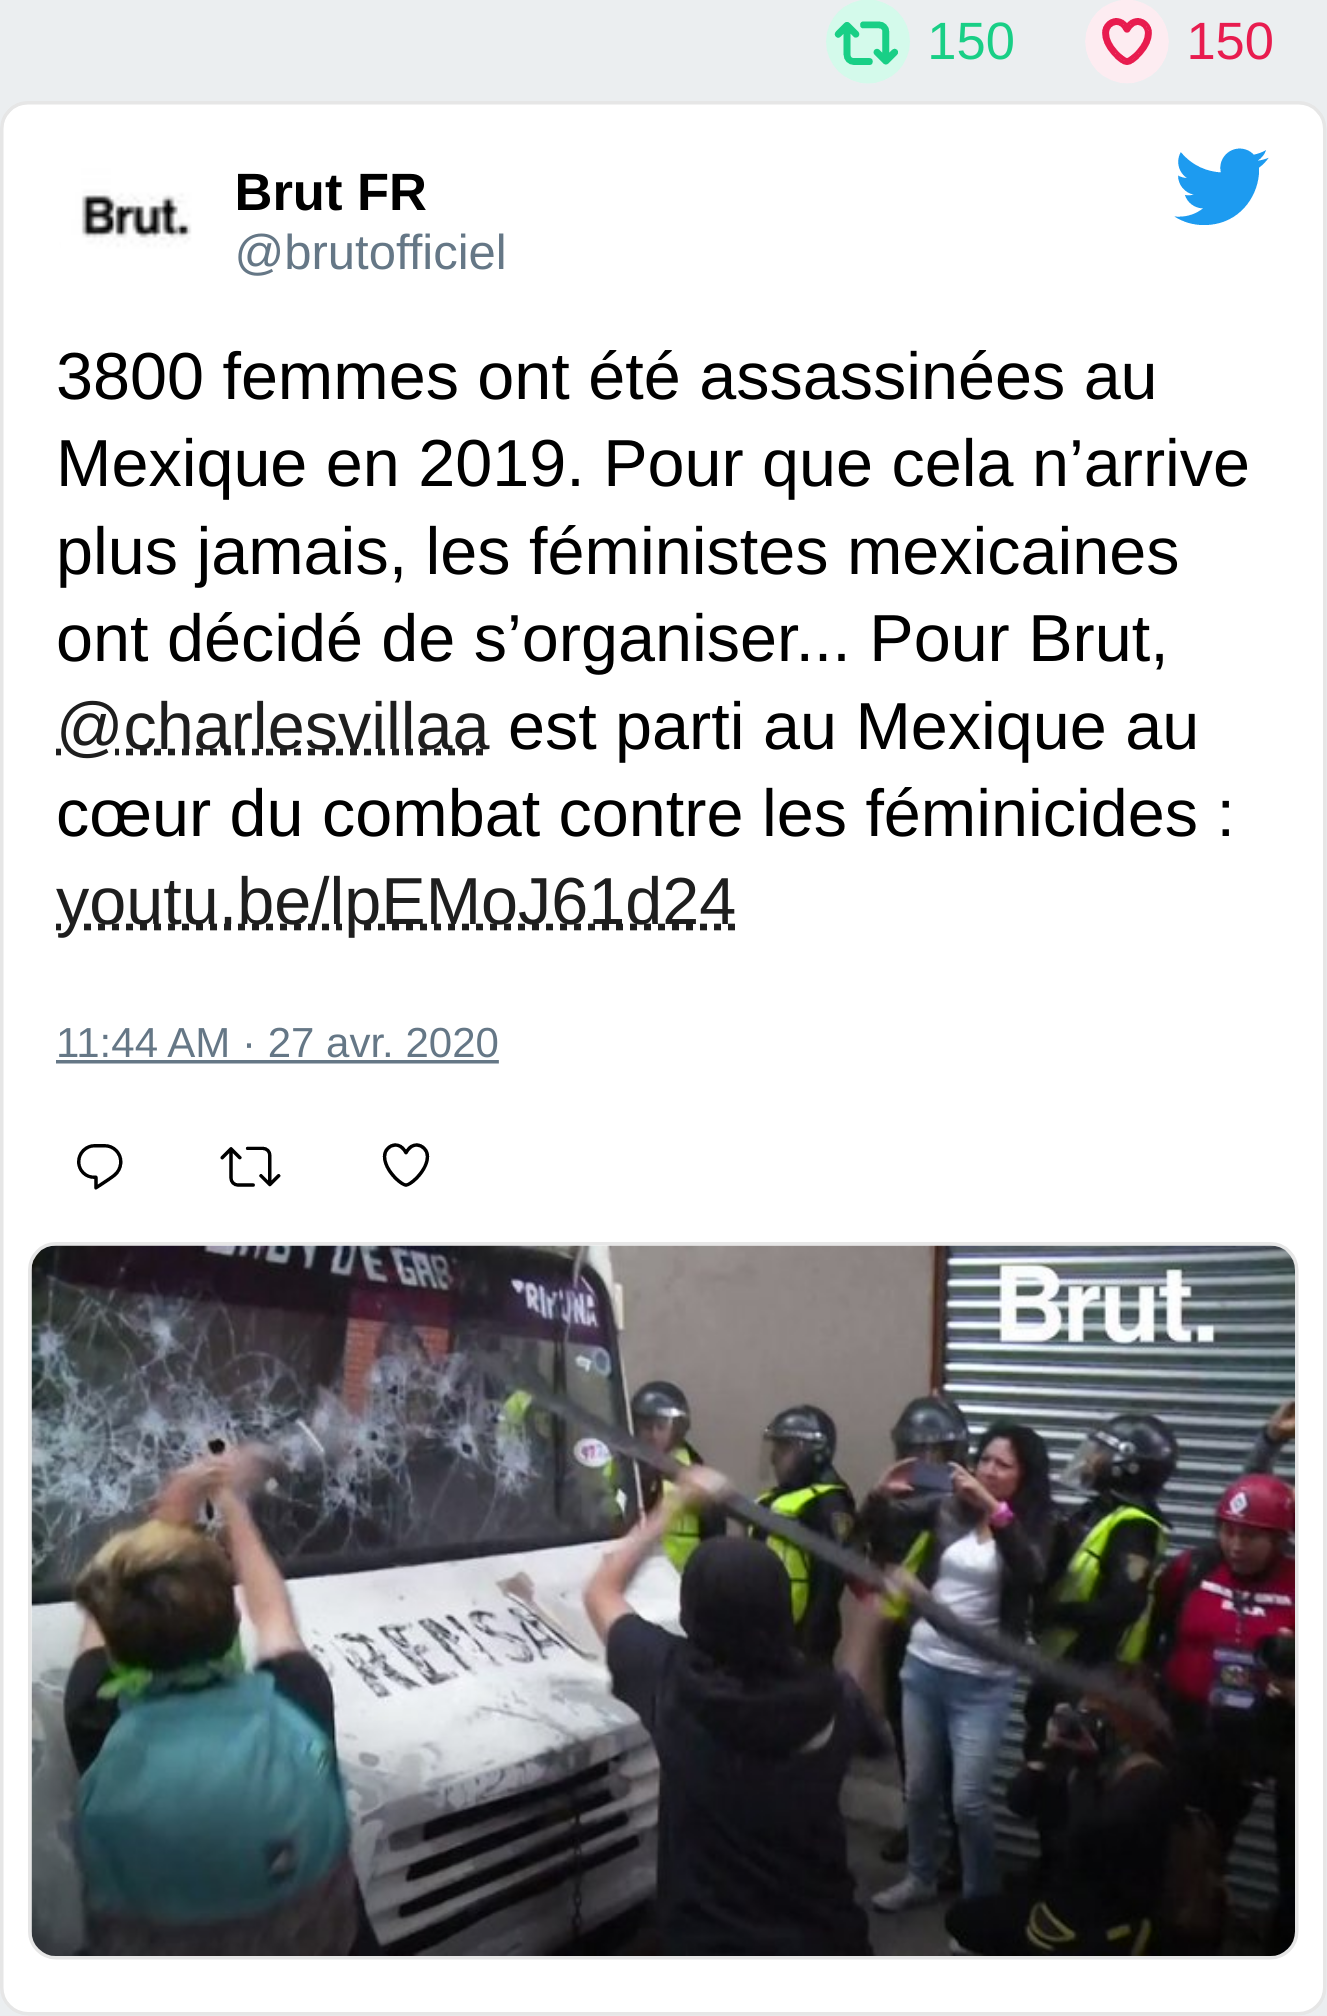 150 150
Brut.
Brut FR
@brutofficiel
3800 femmes ont été assassinées au
Mexique en 2019. Pour que cela n’arrive
plus jamais, les féministes mexicaines
ont décidé de s’organiser... Pour Brut,
@charlesvillaa est parti au Mexique au
cœur du combat contre les féminicides :
youtu.be/lpEMoJ61d24
11:44 AM · 27 avr. 2020
DE GAB
Brut.